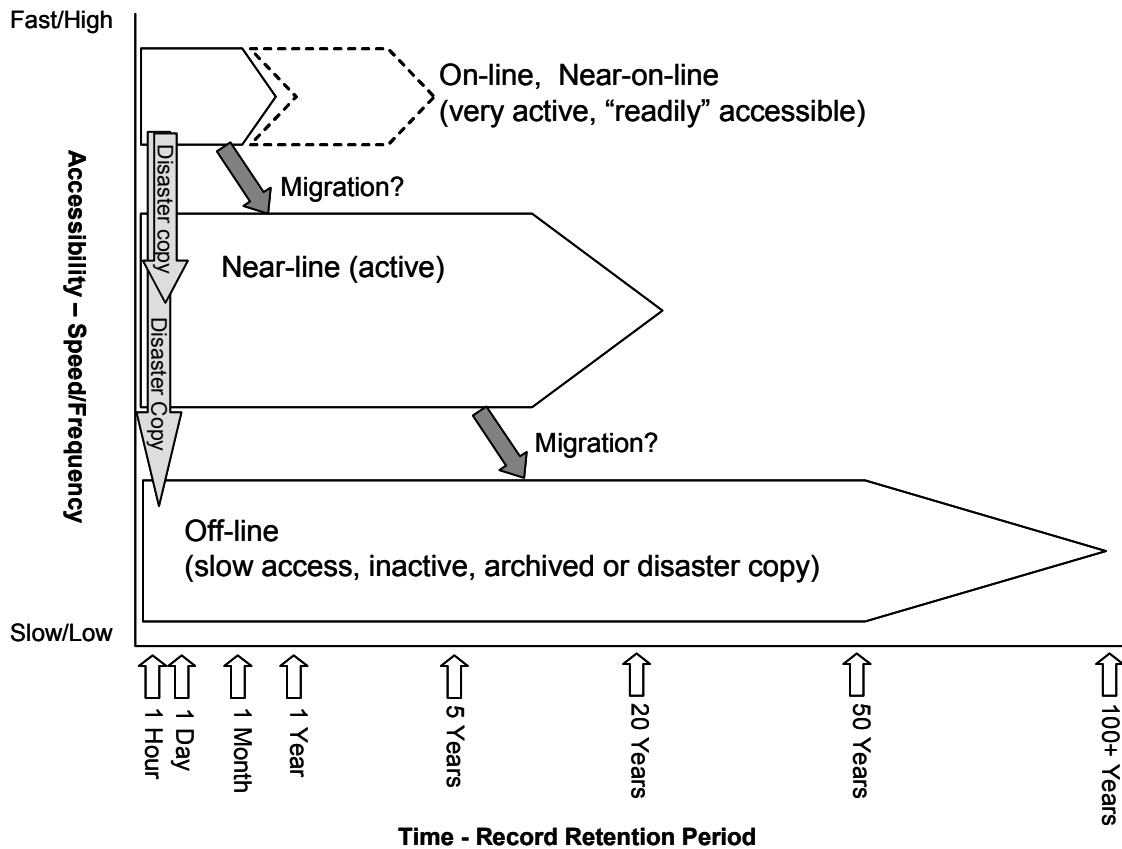 Fast/High
On-line,  Near-on-line
(very active, “readily” accessible)
Disaster copy
Migration?
Accessibility – Speed/Frequency
Near-line (active)
Disaster Copy
Migration?
Off-line
(slow access, inactive, archived or disaster copy)
Slow/Low
1 Hour
1 Day
1 Month
1 Year
5 Years
20 Years
50 Years
100+ Years
Time - Record Retention Period